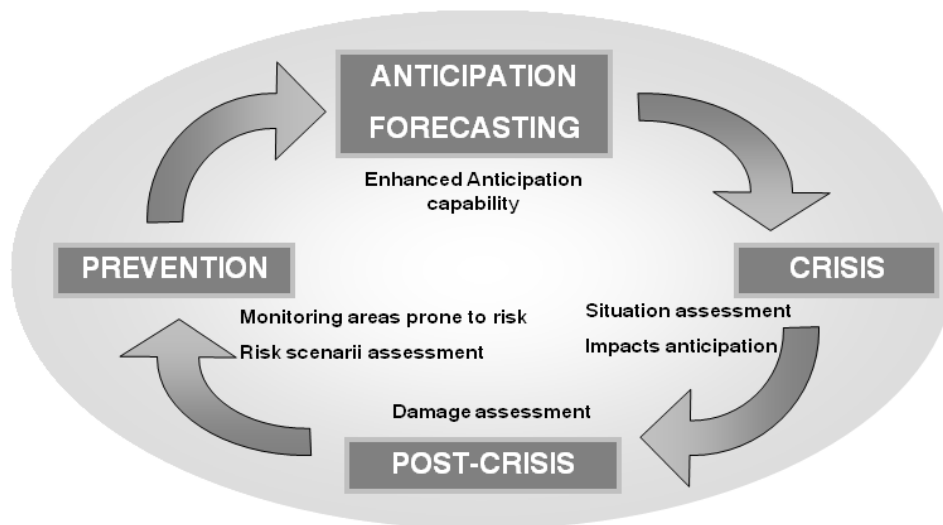 ANTICIPATION
FORECASTING
Enhanced Anticipation
capability
PREVENTION
CRISIS
Monitoring areas prone to risk
Risk scenarii assessment
Situation assessment
Impacts anticipation
Damage assessment
POST-CRISIS